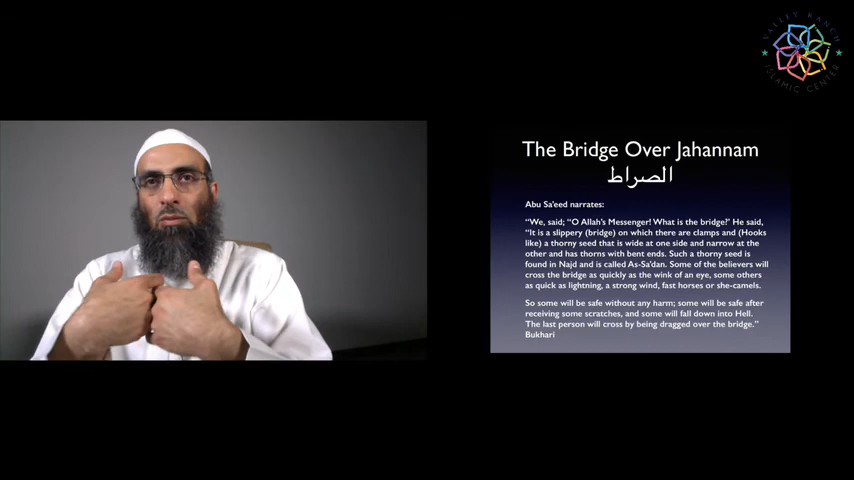 VALLEY RANCH
ISLAMIC CENTER
The Bridge Over Jahannam
الصراط
Abu Sa'eed narrates:
"We, said; "O Allah's Messenger! What is the bridge?' He said,
"It is a slippery (bridge) on which there are clamps and (Hooks
like) a thorny seed that is wide at one side and narrow at the
other and has thorns with bent ends. Such a thorny seed is
found in Najd and is called As-Sa'dan. Some of the believers will
cross the bridge as quickly as the wink of an eye, some others
as quick as lightning, a strong wind, fast horses or she-camels.
So some will be safe without any harm; some will be safe after
receiving some scratches, and some will fall down into Hell.
The last person will cross by being dragged over the bridge."
Bukhari